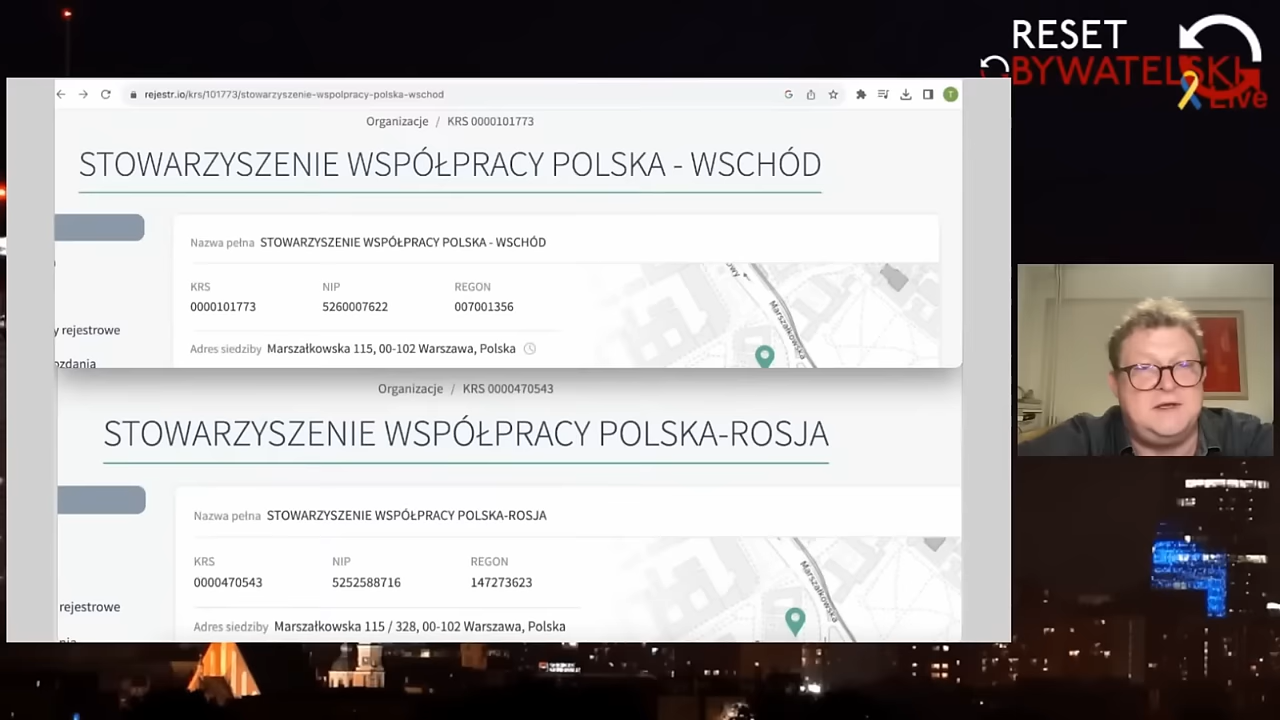 RESET
OBYWATELSKI
Live
rejestr.io/krs/101773/stowarzyszenie-wspolpracy-polska-wschod
G
T
Organizacje / KRS 0000101773
STOWARZYSZENIE WSPÓŁPRACY POLSKA - WSCHÓD
Nazwa pełna STOWARZYSZENIE WSPÓŁPRACY POLSKA - WSCHÓD
KRS NIP REGON
0000101773 5260007622 007001356
Marszałkowska
y rejestrowe
Adres siedziby Marszałkowska 115, 00-102 Warszawa, Polska
ozdania
Organizacje / KRS 0000470543
STOWARZYSZENIE WSPÓŁPRACY POLSKA-ROSJA
Nazwa pełna STOWARZYSZENIE WSPÓŁPRACY POLSKA-ROSJA
KRS NIP REGON
0000470543 5252588716 147273623
Marszałkowska
rejestrowe
Adres siedziby Marszałkowska 115 / 328, 00-102 Warszawa, Polska